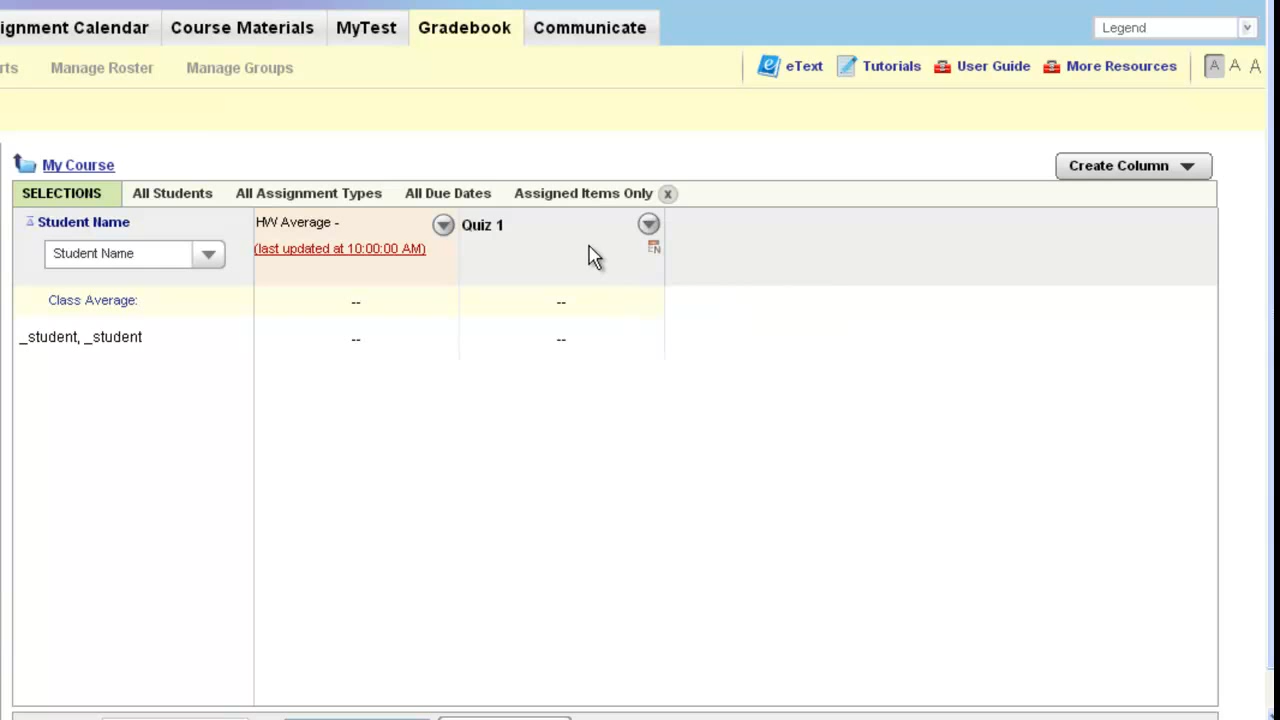 ignment Calendar Course Materials MyTest Gradebook Communicate Legend
rts Manage Roster Manage Groups eText Tutorials User Guide More Resources A A A
My Course Create Column
SELECTIONS All Students All Assignment Types All Due Dates Assigned Items Only x
Student Name HW Average - Quiz 1
Student Name (last updated at 10:00:00 AM) EN
Class Average: -- --
_student, _student -- --